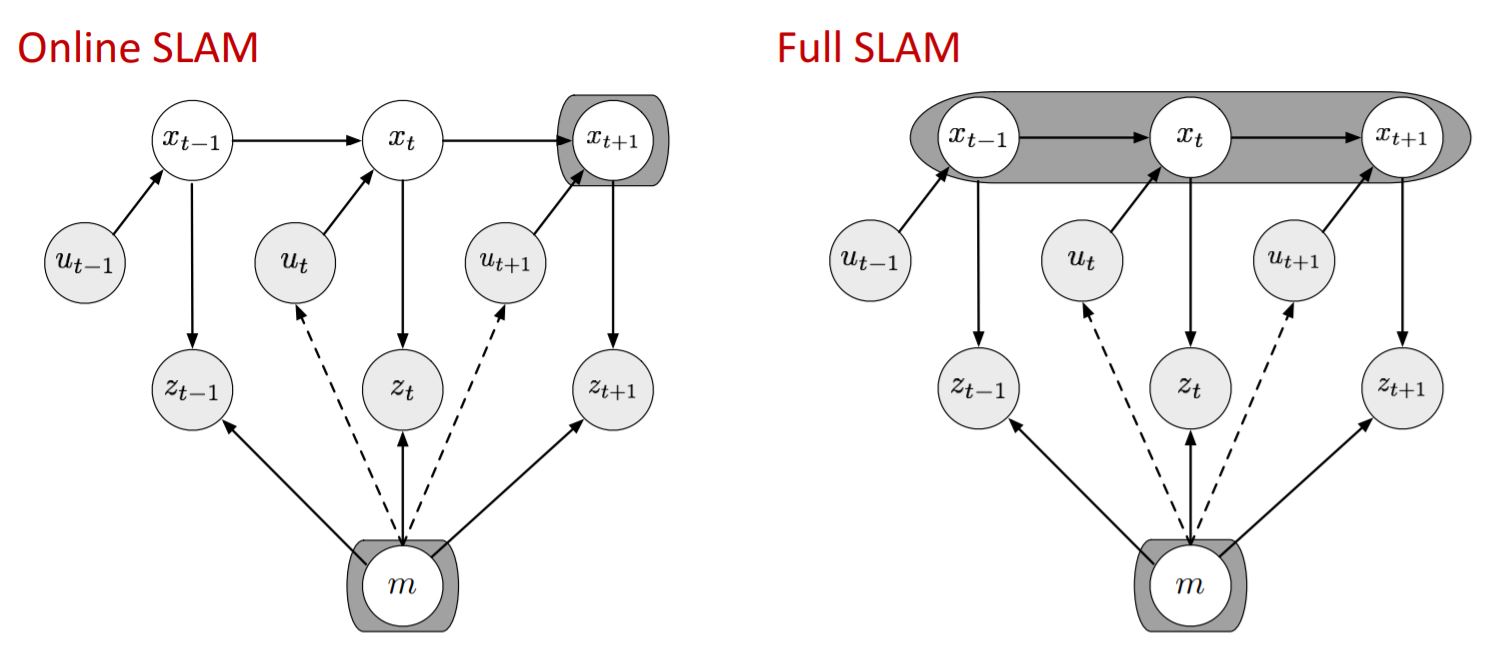 Online SLAM
x_{t−1} x_t x_{t+1}
u_{t−1} u_t u_{t+1}
z_{t−1} z_t z_{t+1}
m
Full SLAM
x_{t−1} x_t x_{t+1}
u_{t−1} u_t u_{t+1}
z_{t−1} z_t z_{t+1}
m